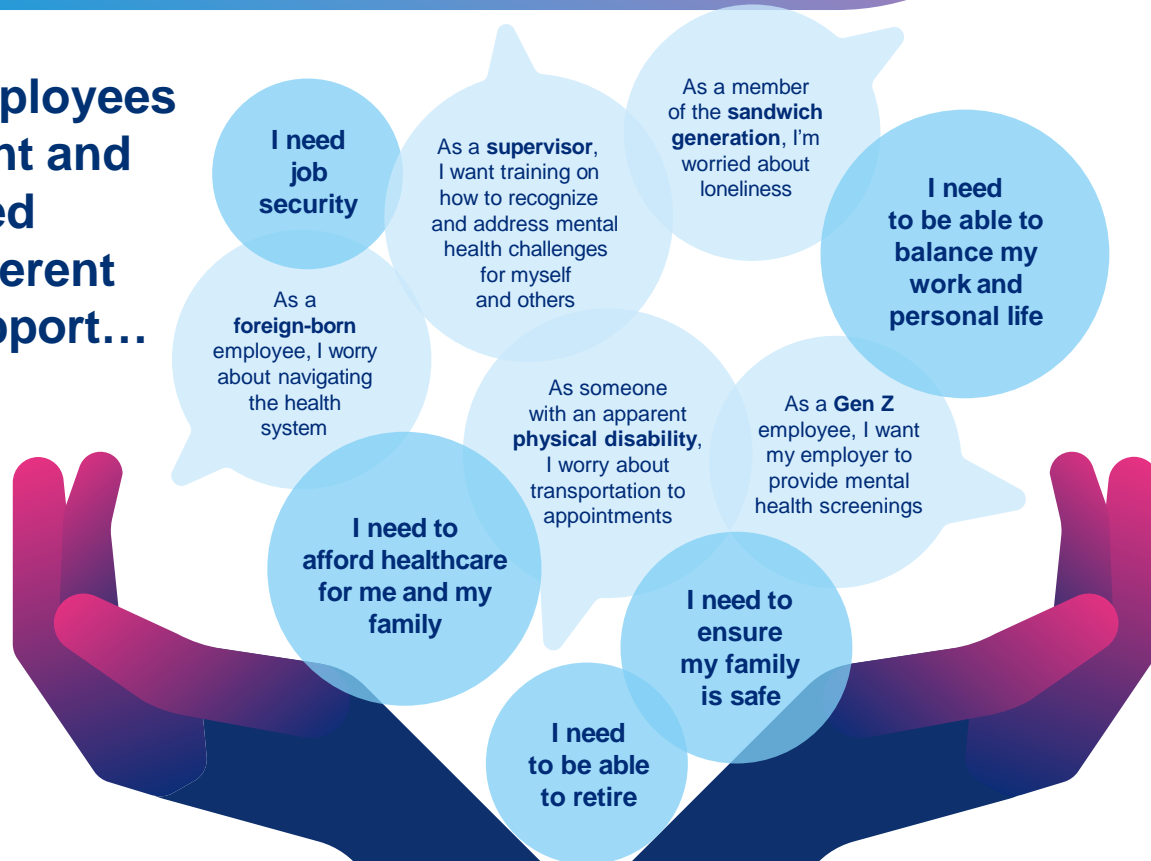 ployees
nt and
ed
erent
pport…
I need
job
security
As a supervisor,
I want training on
how to recognize
and address mental
health challenges
for myself
and others
As a member
of the sandwich
generation, I'm
worried about
loneliness
I need
to be able to
balance my
work and
personal life
As a
foreign-born
employee, I worry
about navigating
the health
system
As someone
with an apparent
physical disability,
I worry about
transportation to
appointments
As a Gen Z
employee, I want
my employer to
provide mental
health screenings
I need to
afford healthcare
for me and my
family
I need to
ensure
my family
is safe
I need
to be able
to retire